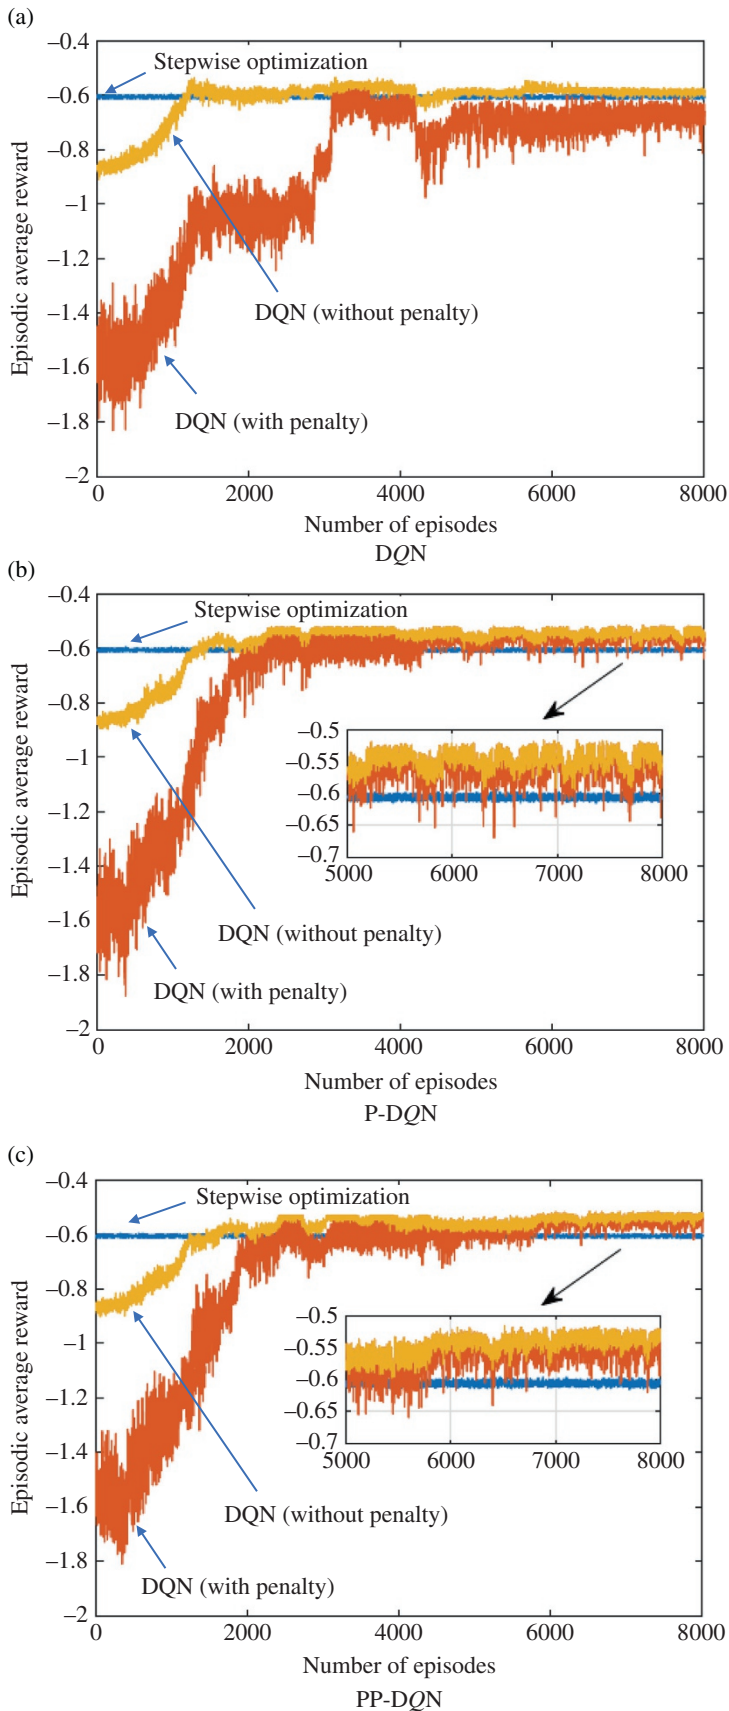 (a)
−0.4
Stepwise optimization
−0.6
−0.8
−1
−1.2
DQN (without penalty)
−1.4
−1.6
DQN (with penalty)
−1.8
−2
0 2000 4000 6000 8000
Episodic average reward
Number of episodes
DQN
(b)
−0.4
Stepwise optimization
−0.6
−0.8
−0.5
−1
−0.55
−1.2
−0.6
−0.65
−1.4
−0.7
5000 6000 7000 8000
−1.6
DQN (without penalty)
−1.8
DQN (with penalty)
−2
0 2000 4000 6000 8000
Episodic average reward
Number of episodes
P-DQN
(c)
−0.4
Stepwise optimization
−0.6
−0.8
−0.5
−1
−0.55
−1.2
−0.6
−0.65
−1.4
−0.7
5000 6000 7000 8000
−1.6
DQN (without penalty)
−1.8
DQN (with penalty)
−2
0 2000 4000 6000 8000
Episodic average reward
Number of episodes
PP-DQN